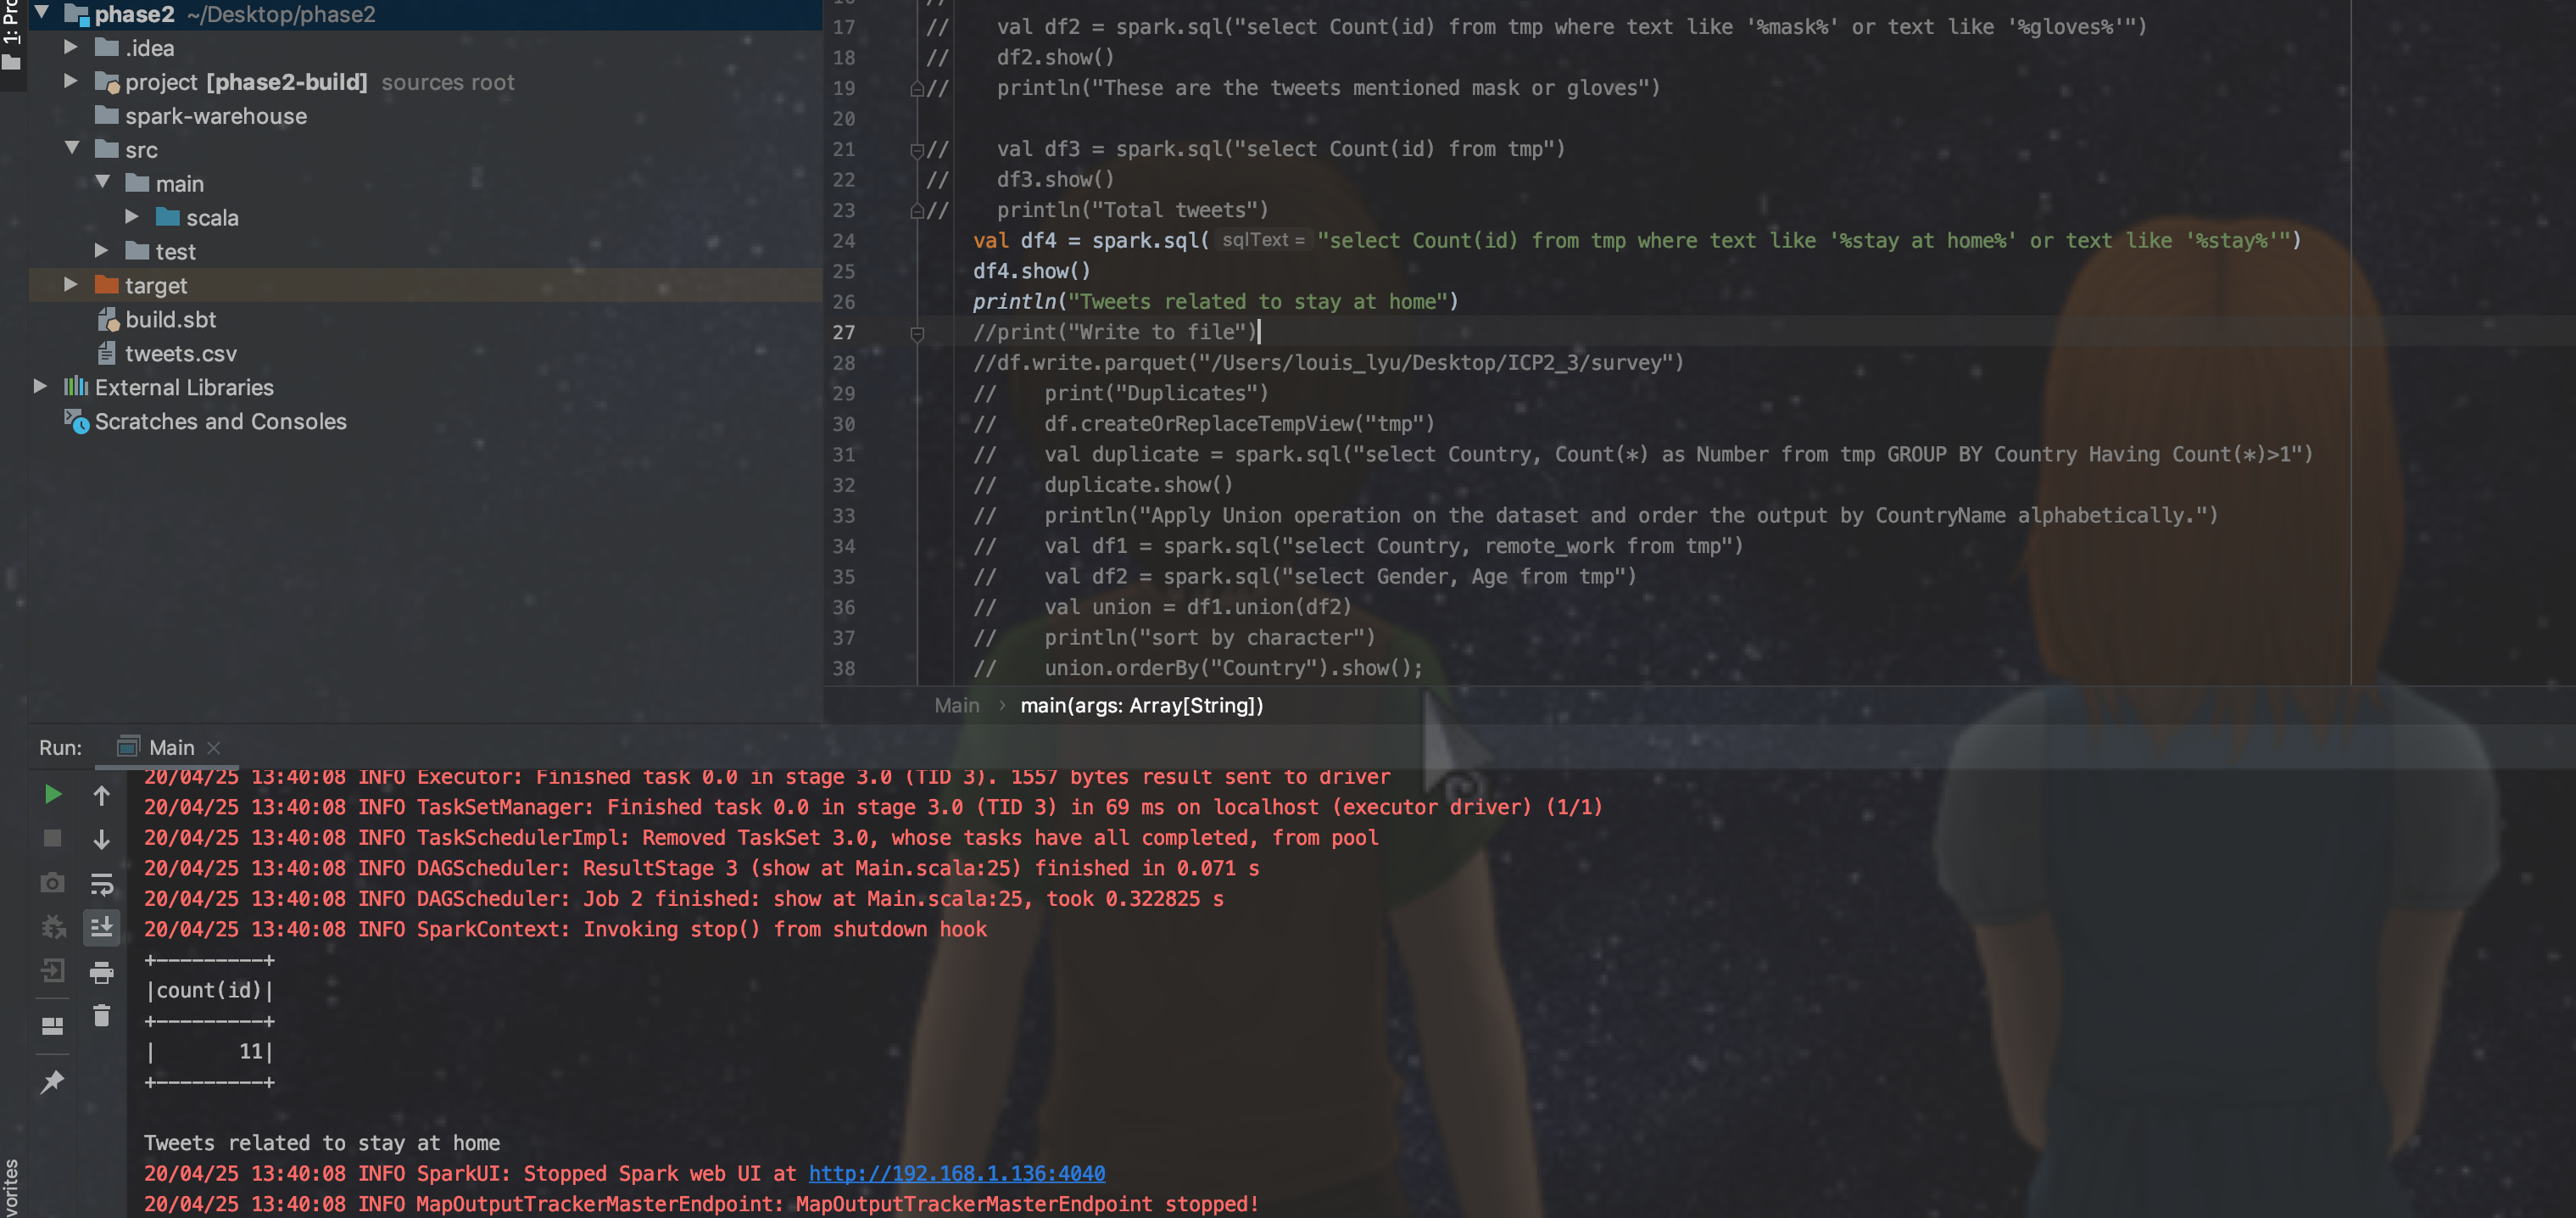 1: Pro
phase2 ~/Desktop/phase2
.idea
project [phase2-build] sources root
spark-warehouse
src
main
scala
test
target
build.sbt
tweets.csv
External Libraries
Scratches and Consoles
17 // val df2 = spark.sql("select Count(id) from tmp where text like '%mask%' or text like '%gloves%'")
18 // df2.show()
19 // println("These are the tweets mentioned mask or gloves")
20
21 // val df3 = spark.sql("select Count(id) from tmp")
22 // df3.show()
23 // println("Total tweets")
24 val df4 = spark.sql( sqlText = "select Count(id) from tmp where text like '%stay at home%' or text like '%stay%'")
25 df4.show()
26 println("Tweets related to stay at home")
27 //print("Write to file")
28 //df.write.parquet("/Users/louis_lyu/Desktop/ICP2_3/survey")
29 // print("Duplicates")
30 // df.createOrReplaceTempView("tmp")
31 // val duplicate = spark.sql("select Country, Count(*) as Number from tmp GROUP BY Country Having Count(*)>1")
32 // duplicate.show()
33 // println("Apply Union operation on the dataset and order the output by CountryName alphabetically.")
34 // val df1 = spark.sql("select Country, remote_work from tmp")
35 // val df2 = spark.sql("select Gender, Age from tmp")
36 // val union = df1.union(df2)
37 // println("sort by character")
38 // union.orderBy("Country").show();
Main › main(args: Array[String])
Run: Main
20/04/25 13:40:08 INFO Executor: Finished task 0.0 in stage 3.0 (TID 3). 1557 bytes result sent to driver
20/04/25 13:40:08 INFO TaskSetManager: Finished task 0.0 in stage 3.0 (TID 3) in 69 ms on localhost (executor driver) (1/1)
20/04/25 13:40:08 INFO TaskSchedulerImpl: Removed TaskSet 3.0, whose tasks have all completed, from pool
20/04/25 13:40:08 INFO DAGScheduler: ResultStage 3 (show at Main.scala:25) finished in 0.071 s
20/04/25 13:40:08 INFO DAGScheduler: Job 2 finished: show at Main.scala:25, took 0.322825 s
20/04/25 13:40:08 INFO SparkContext: Invoking stop() from shutdown hook
+---------+
|count(id)|
+---------+
|       11|
+---------+
Tweets related to stay at home
20/04/25 13:40:08 INFO SparkUI: Stopped Spark web UI at http://192.168.1.136:4040
20/04/25 13:40:08 INFO MapOutputTrackerMasterEndpoint: MapOutputTrackerMasterEndpoint stopped!
vorites